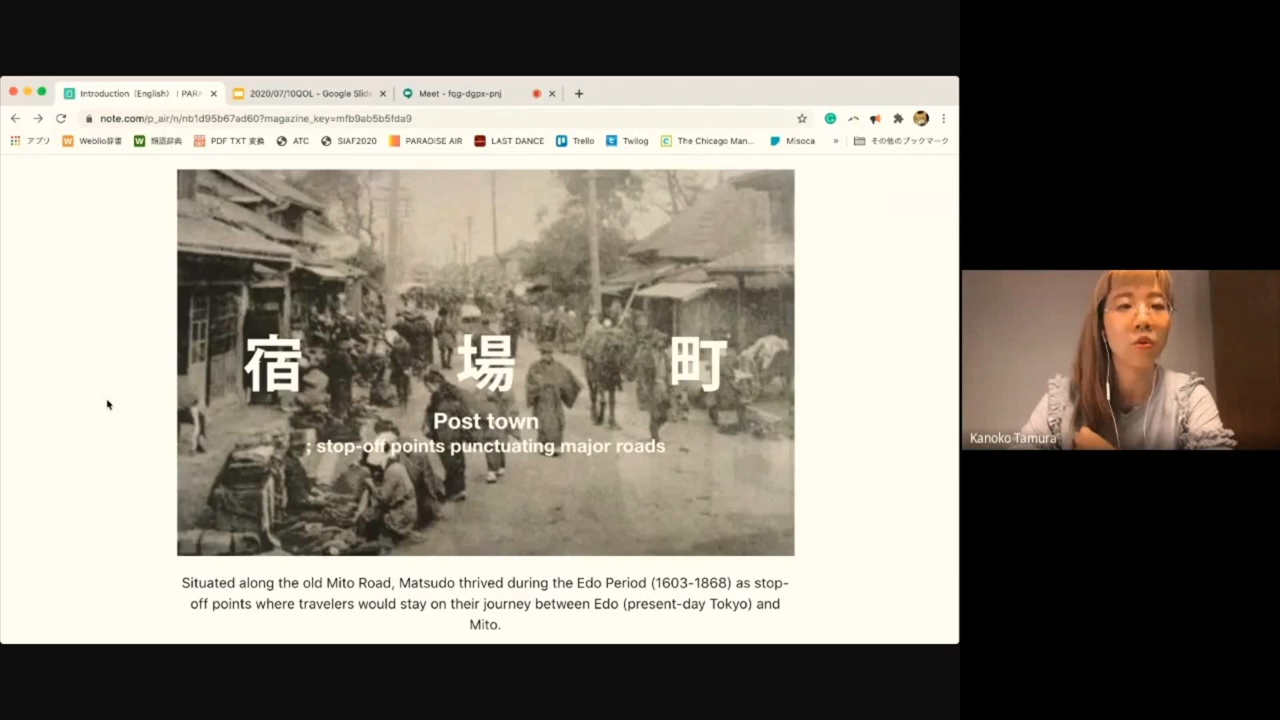 Introduction (English) | PARA
2020/07/10QOL - Google Slide
Meet - fqg-dgpx-pnj
note.com/p_air/n/nb1d95b67ad60?magazine_key=mfb9ab5b5fda9
アプリ
Weblio辞書
類語辞典
PDF TXT 変換
ATC
SIAF2020
PARADISE AIR
LAST DANCE
Trello
Twilog
The Chicago Man...
Misoca
»
その他のブックマーク
宿 場 町
Post town
; stop-off points punctuating major roads
Situated along the old Mito Road, Matsudo thrived during the Edo Period (1603-1868) as stop-
off points where travelers would stay on their journey between Edo (present-day Tokyo) and
Mito.
Kanoko Tamura